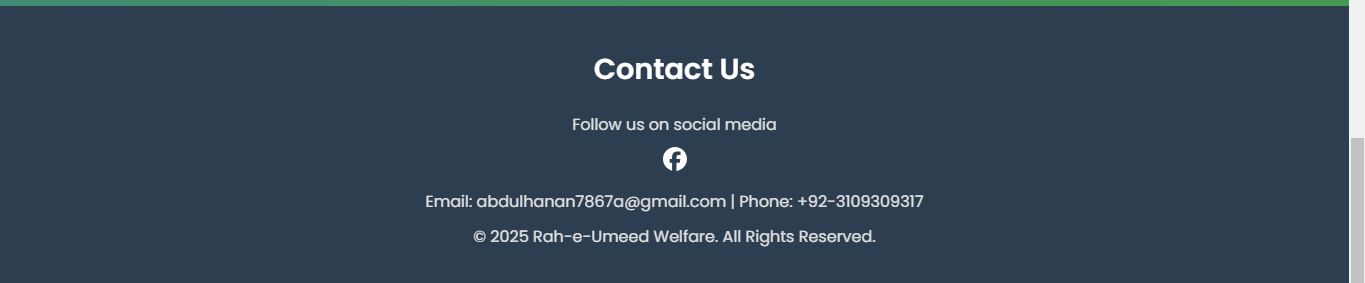 Contact Us
Follow us on social media
Email: abdulhanan7867a@gmail.com | Phone: +92-3109309317
© 2025 Rah-e-Umeed Welfare. All Rights Reserved.